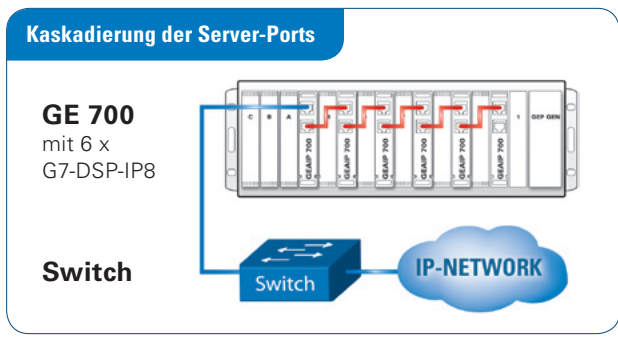 Kaskadierung der Server-Ports
GE 700
mit 6 x
G7-DSP-IP8
C B A
GEAIP 700
GEAIP 700
GEAIP 700
GEAIP 700
GEAIP 700
GEAIP 700
1 GEP GEN
Switch
Switch
IP-NETWORK